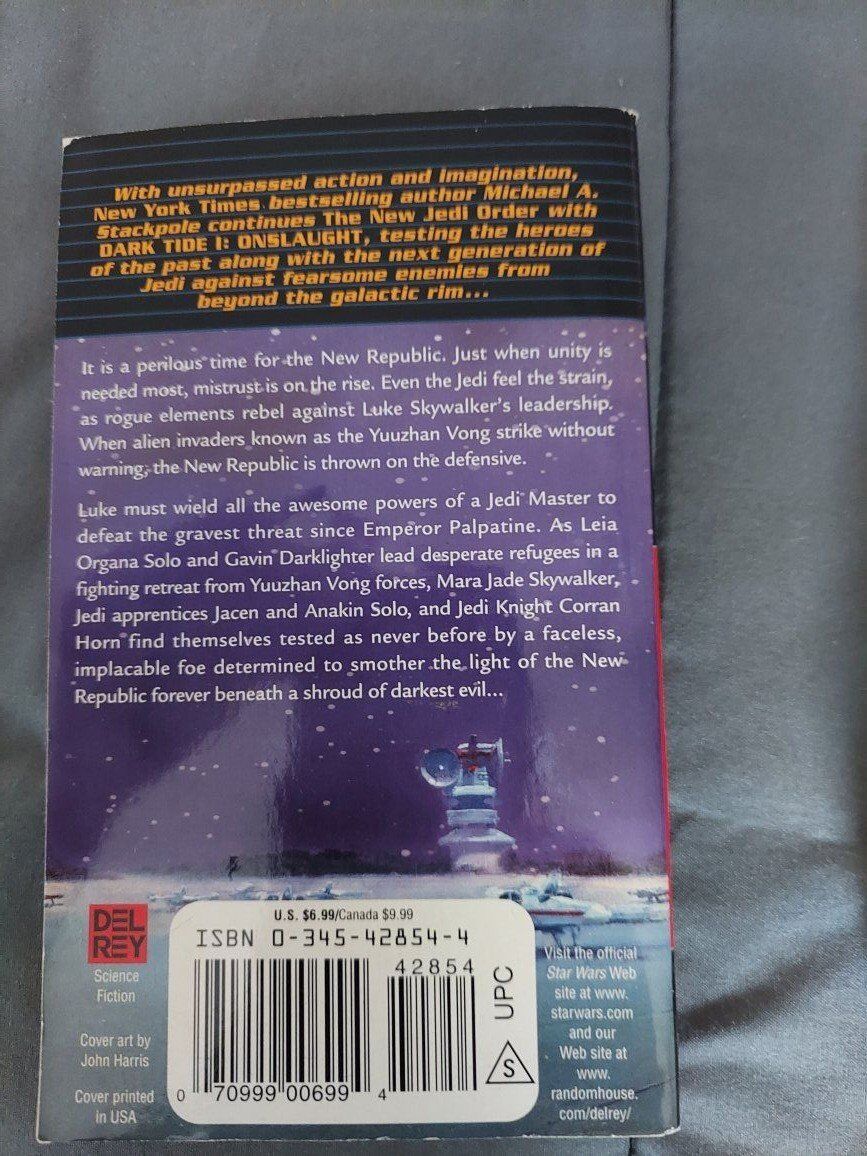 With unsurpassed action and imagination,
New York Times bestselling author Michael A.
Stackpole continues The New Jedi Order with
DARK TIDE I: ONSLAUGHT, testing the heroes
of the past along with the next generation of
Jedi against fearsome enemies from
beyond the galactic rim...
It is a perilous time for the New Republic. Just when unity is
needed most, mistrust is on the rise. Even the Jedi feel the strain,
as rogue elements rebel against Luke Skywalker's leadership.
When alien invaders known as the Yuuzhan Vong strike without
warning, the New Republic is thrown on the defensive.
Luke must wield all the awesome powers of a Jedi Master to
defeat the gravest threat since Emperor Palpatine. As Leia
Organa Solo and Gavin Darklighter lead desperate refugees in a
fighting retreat from Yuuzhan Vong forces, Mara Jade Skywalker,
Jedi apprentices Jacen and Anakin Solo, and Jedi Knight Corran
Horn find themselves tested as never before by a faceless,
implacable foe determined to smother the light of the New
Republic forever beneath a shroud of darkest evil...
DEL
REY
Science
Fiction
Cover art by
John Harris
Cover printed
in USA
U.S. $6.99/Canada $9.99
ISBN 0-345-42854-4
42854
0 70999 00699 4
UPC
S
Visit the official
Star Wars Web
site at www.
starwars.com
and our
Web site at
www.
randomhouse.
com/delrey/